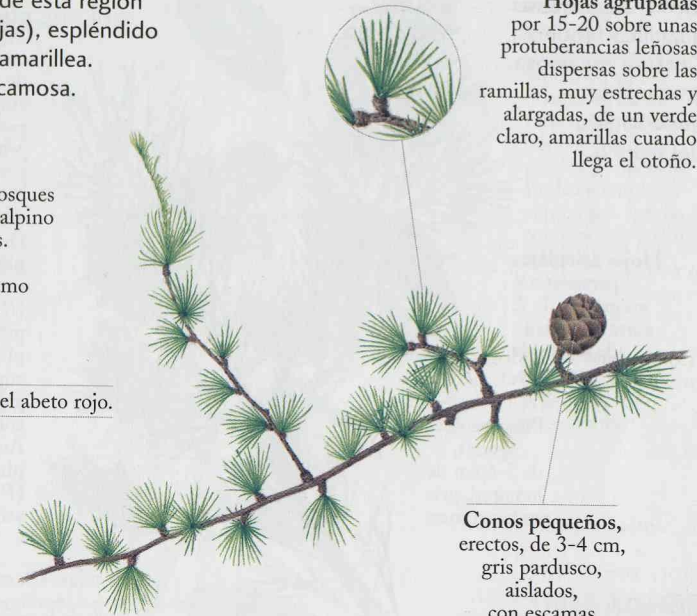 de esta región
jas), espléndido
amarillea.
camosa.
osques
alpino
s.
mo
el abeto rojo.
Hojas agrupadas
por 15-20 sobre unas
protuberancias leñosas
dispersas sobre las
ramillas, muy estrechas y
alargadas, de un verde
claro, amarillas cuando
llega el otoño.
Conos pequeños,
erectos, de 3-4 cm,
gris pardusco,
aislados,
con escamas